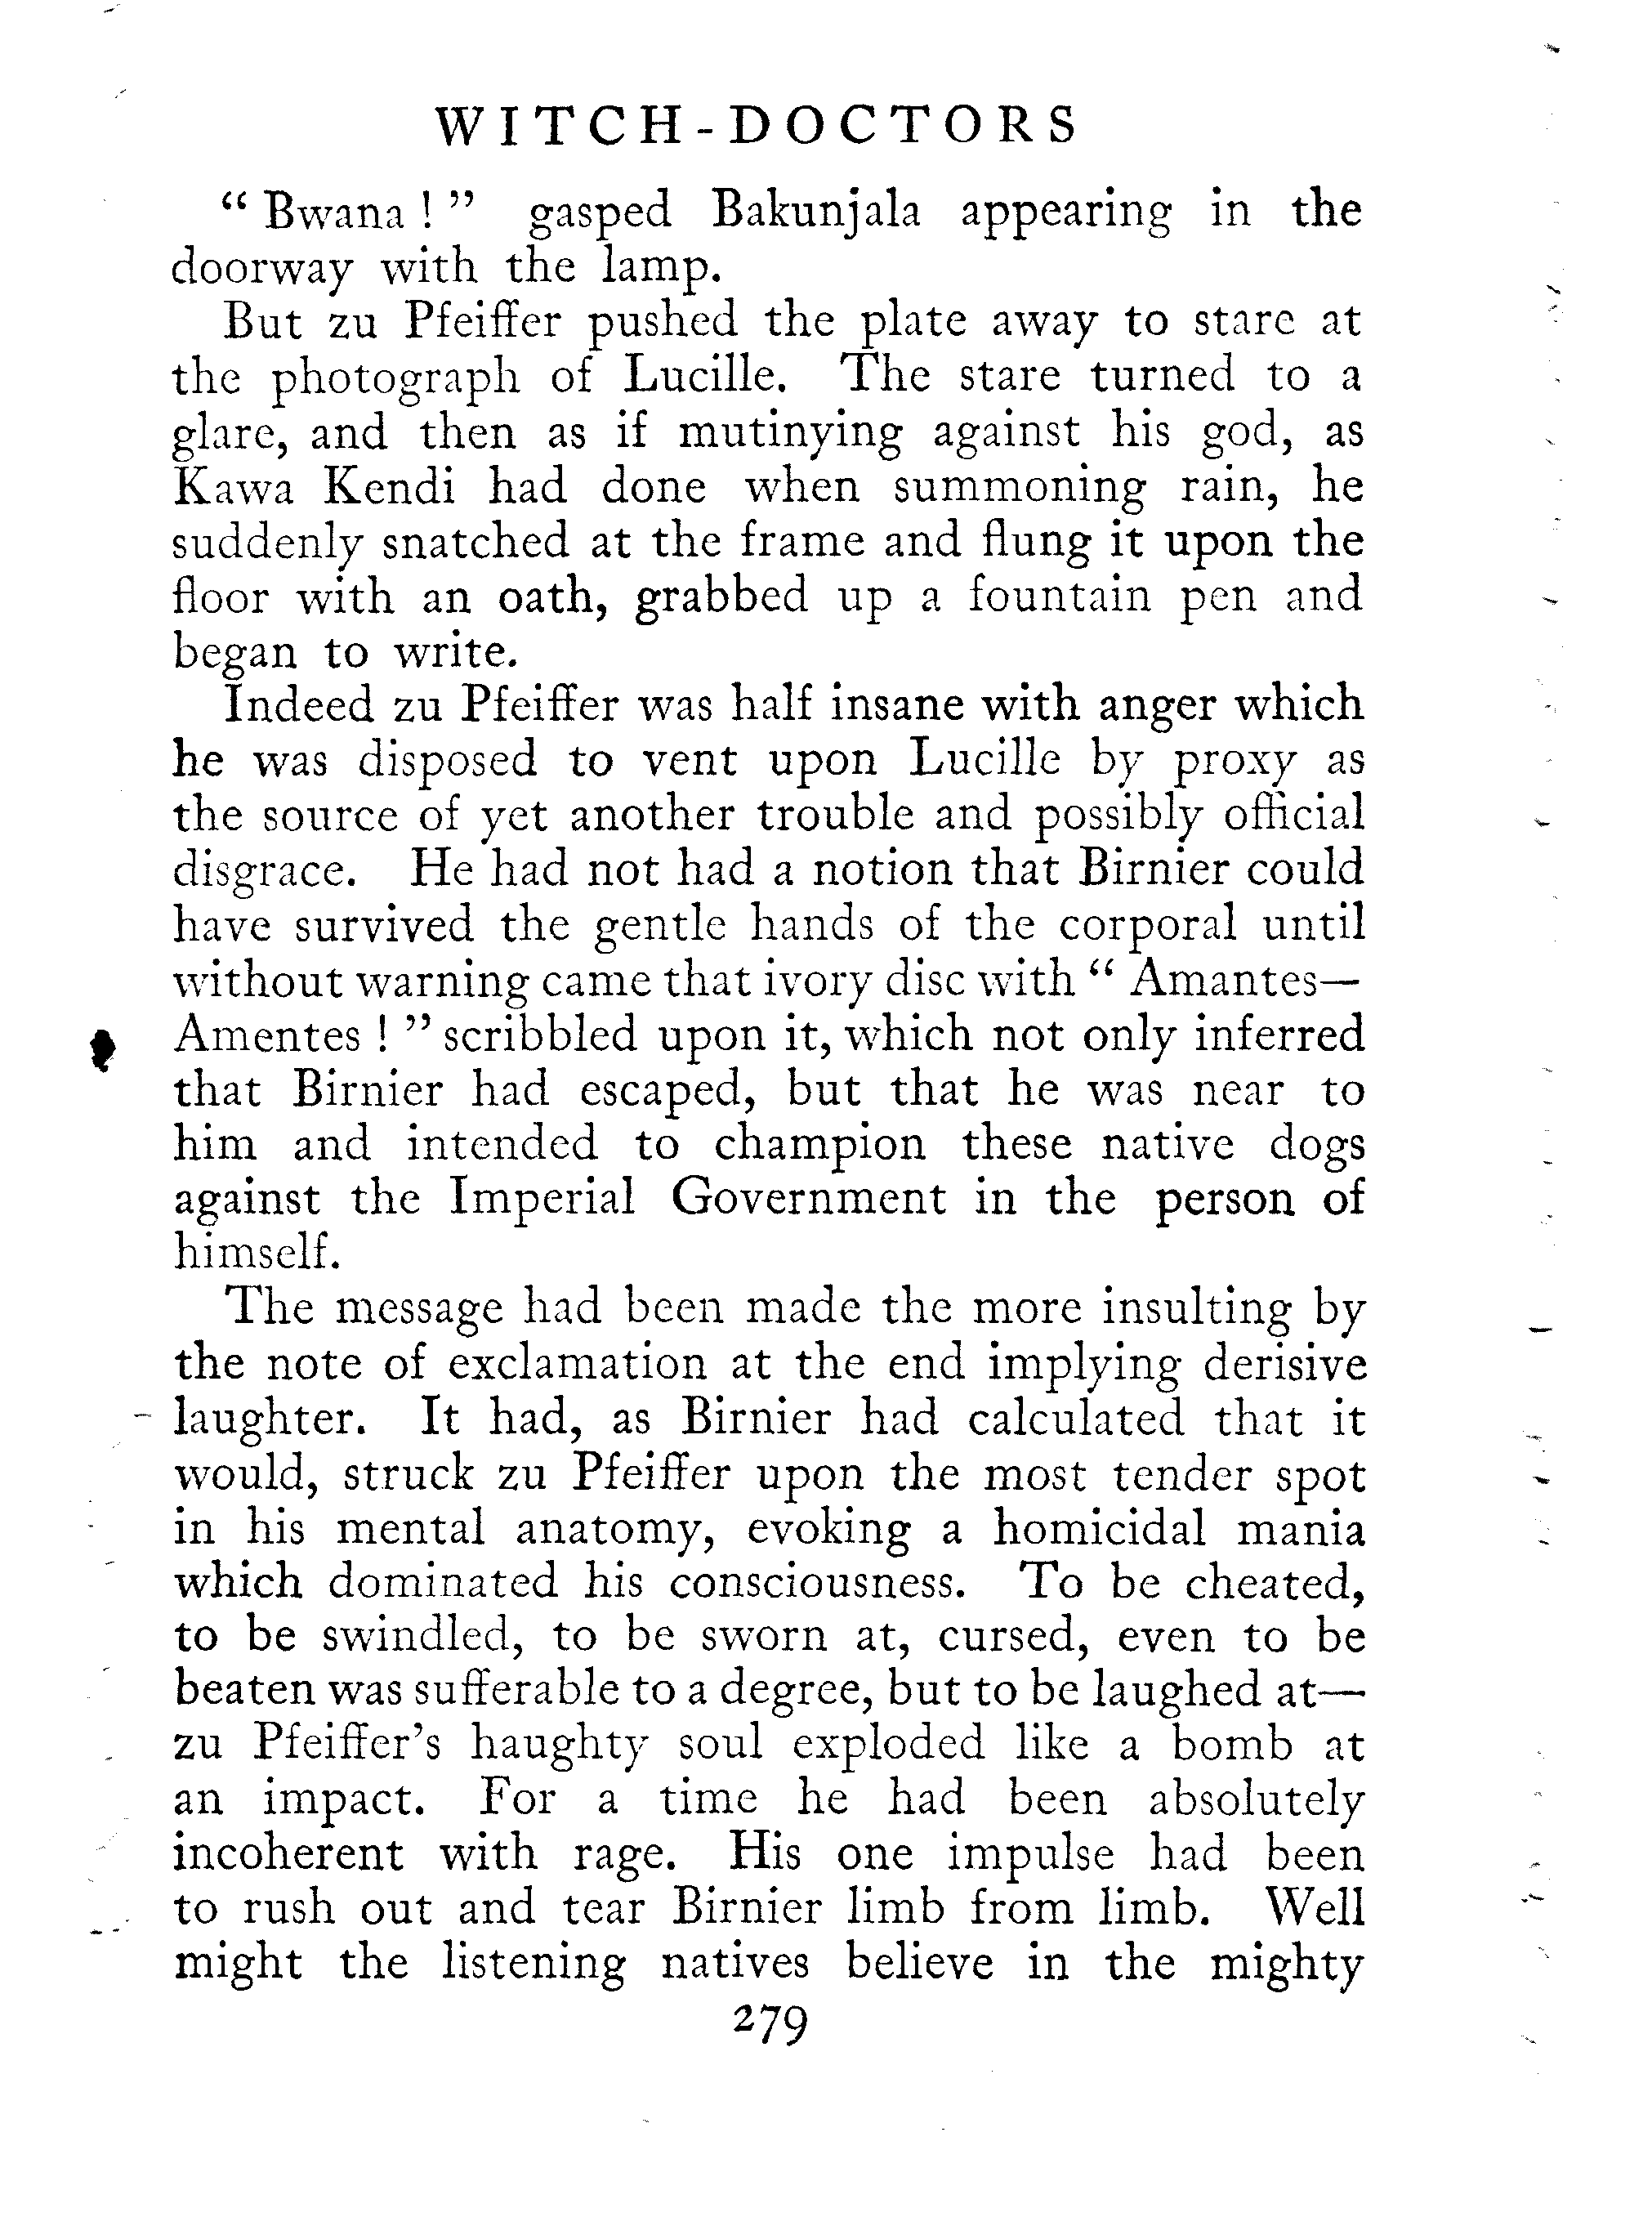 WITCH-DOCTORS
“ Bwana ! ” gasped Bakunjala appearing in the
doorway with the lamp.
But zu Pfeiffer pushed the plate away to stare at
the photograph of Lucille. The stare turned to a
glare, and then as if mutinying against his god, as
Kawa Kendi had done when summoning rain, he
suddenly snatched at the frame and flung it upon the
floor with an oath, grabbed up a fountain pen and
began to write.
Indeed zu Pfeiffer was half insane with anger which
he was disposed to vent upon Lucille by proxy as
the source of yet another trouble and possibly official
disgrace. He had not had a notion that Birnier could
have survived the gentle hands of the corporal until
without warning came that ivory disc with “ Amantes—
Amentes ! ” scribbled upon it, which not only inferred
that Birnier had escaped, but that he was near to
him and intended to champion these native dogs
against the Imperial Government in the person of
himself.
The message had been made the more insulting by
the note of exclamation at the end implying derisive
laughter. It had, as Birnier had calculated that it
would, struck zu Pfeiffer upon the most tender spot
in his mental anatomy, evoking a homicidal mania
which dominated his consciousness. To be cheated,
to be swindled, to be sworn at, cursed, even to be
beaten was sufferable to a degree, but to be laughed at—
zu Pfeiffer’s haughty soul exploded like a bomb at
an impact. For a time he had been absolutely
incoherent with rage. His one impulse had been
to rush out and tear Birnier limb from limb. Well
might the listening natives believe in the mighty
279